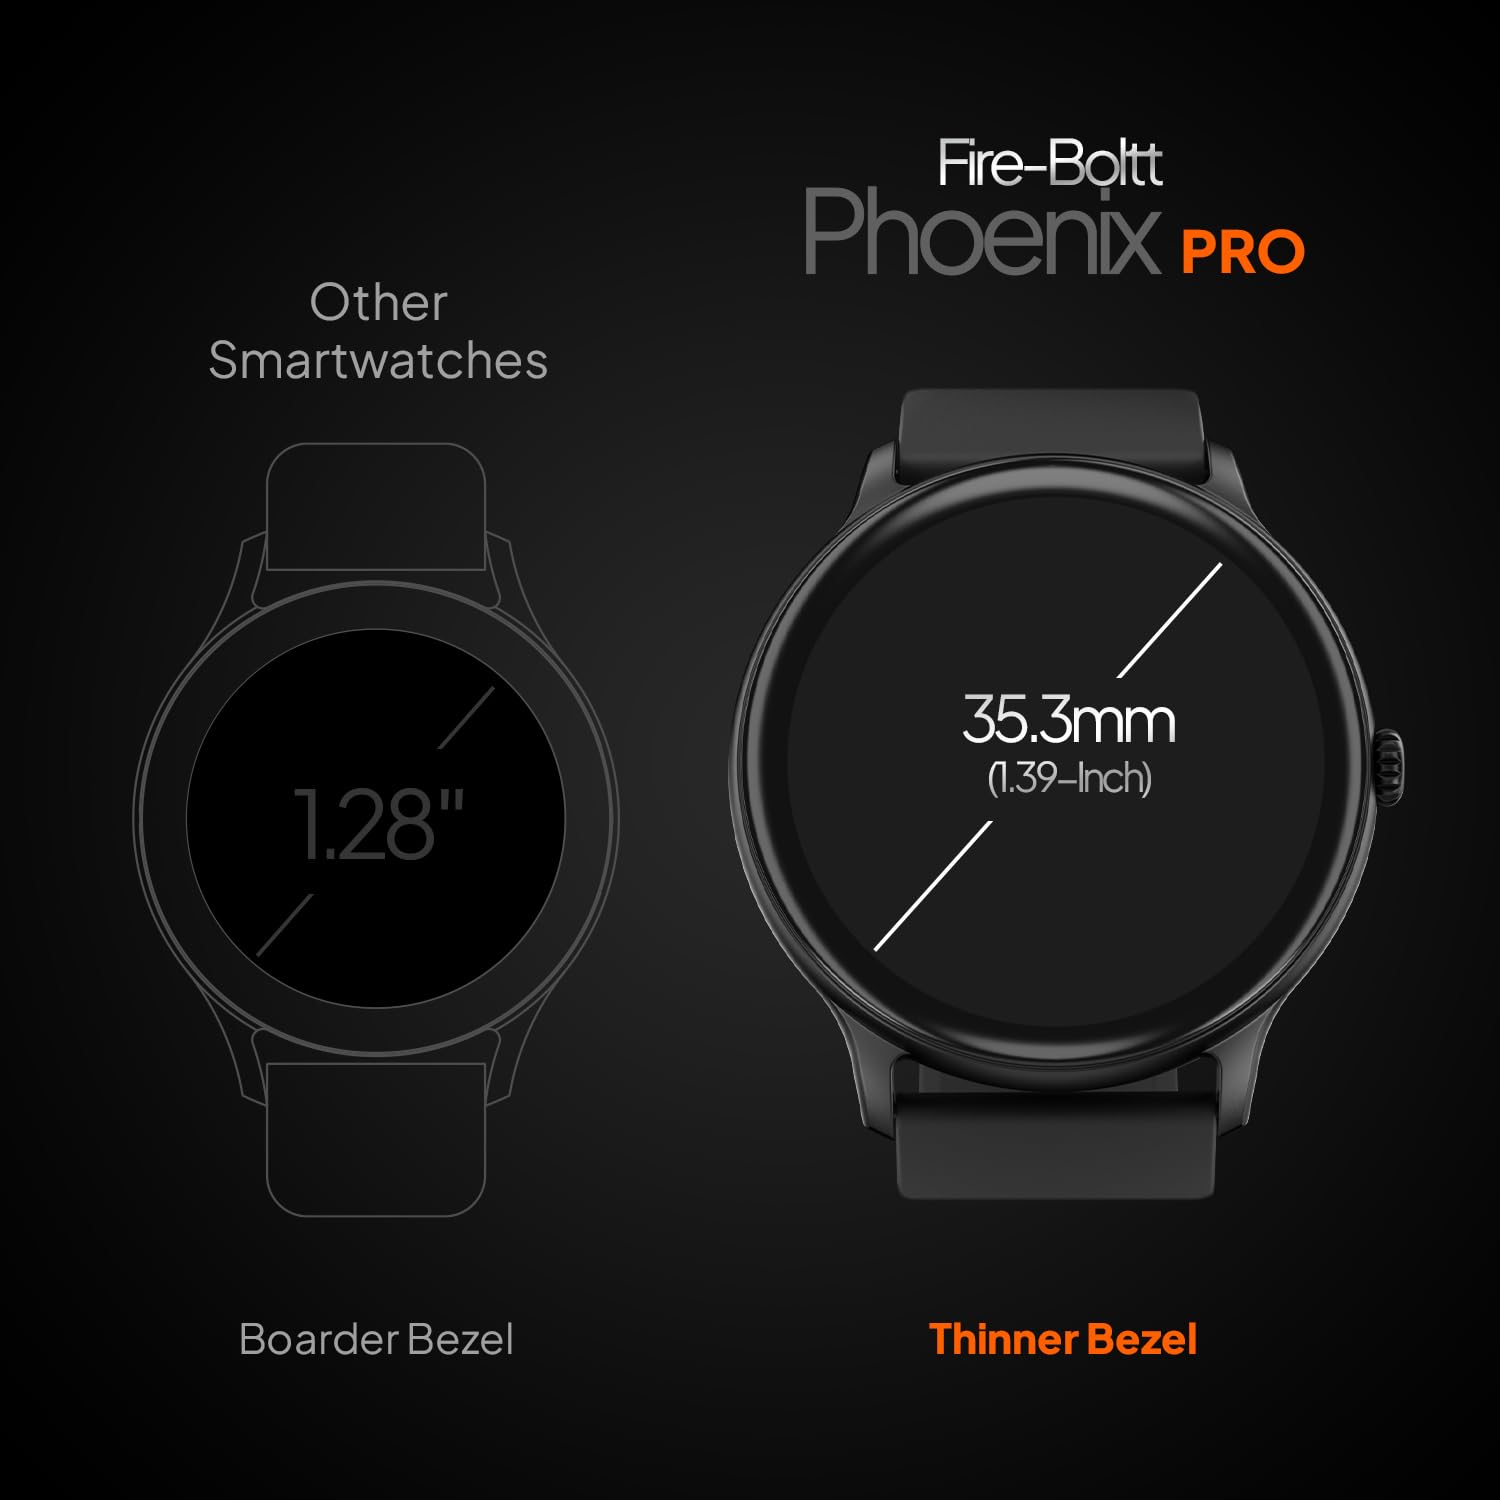 Fire-Boltt
Phoenix PRO
Other
Smartwatches
1.28"
35.3mm
(1.39-Inch)
Boarder Bezel
Thinner Bezel